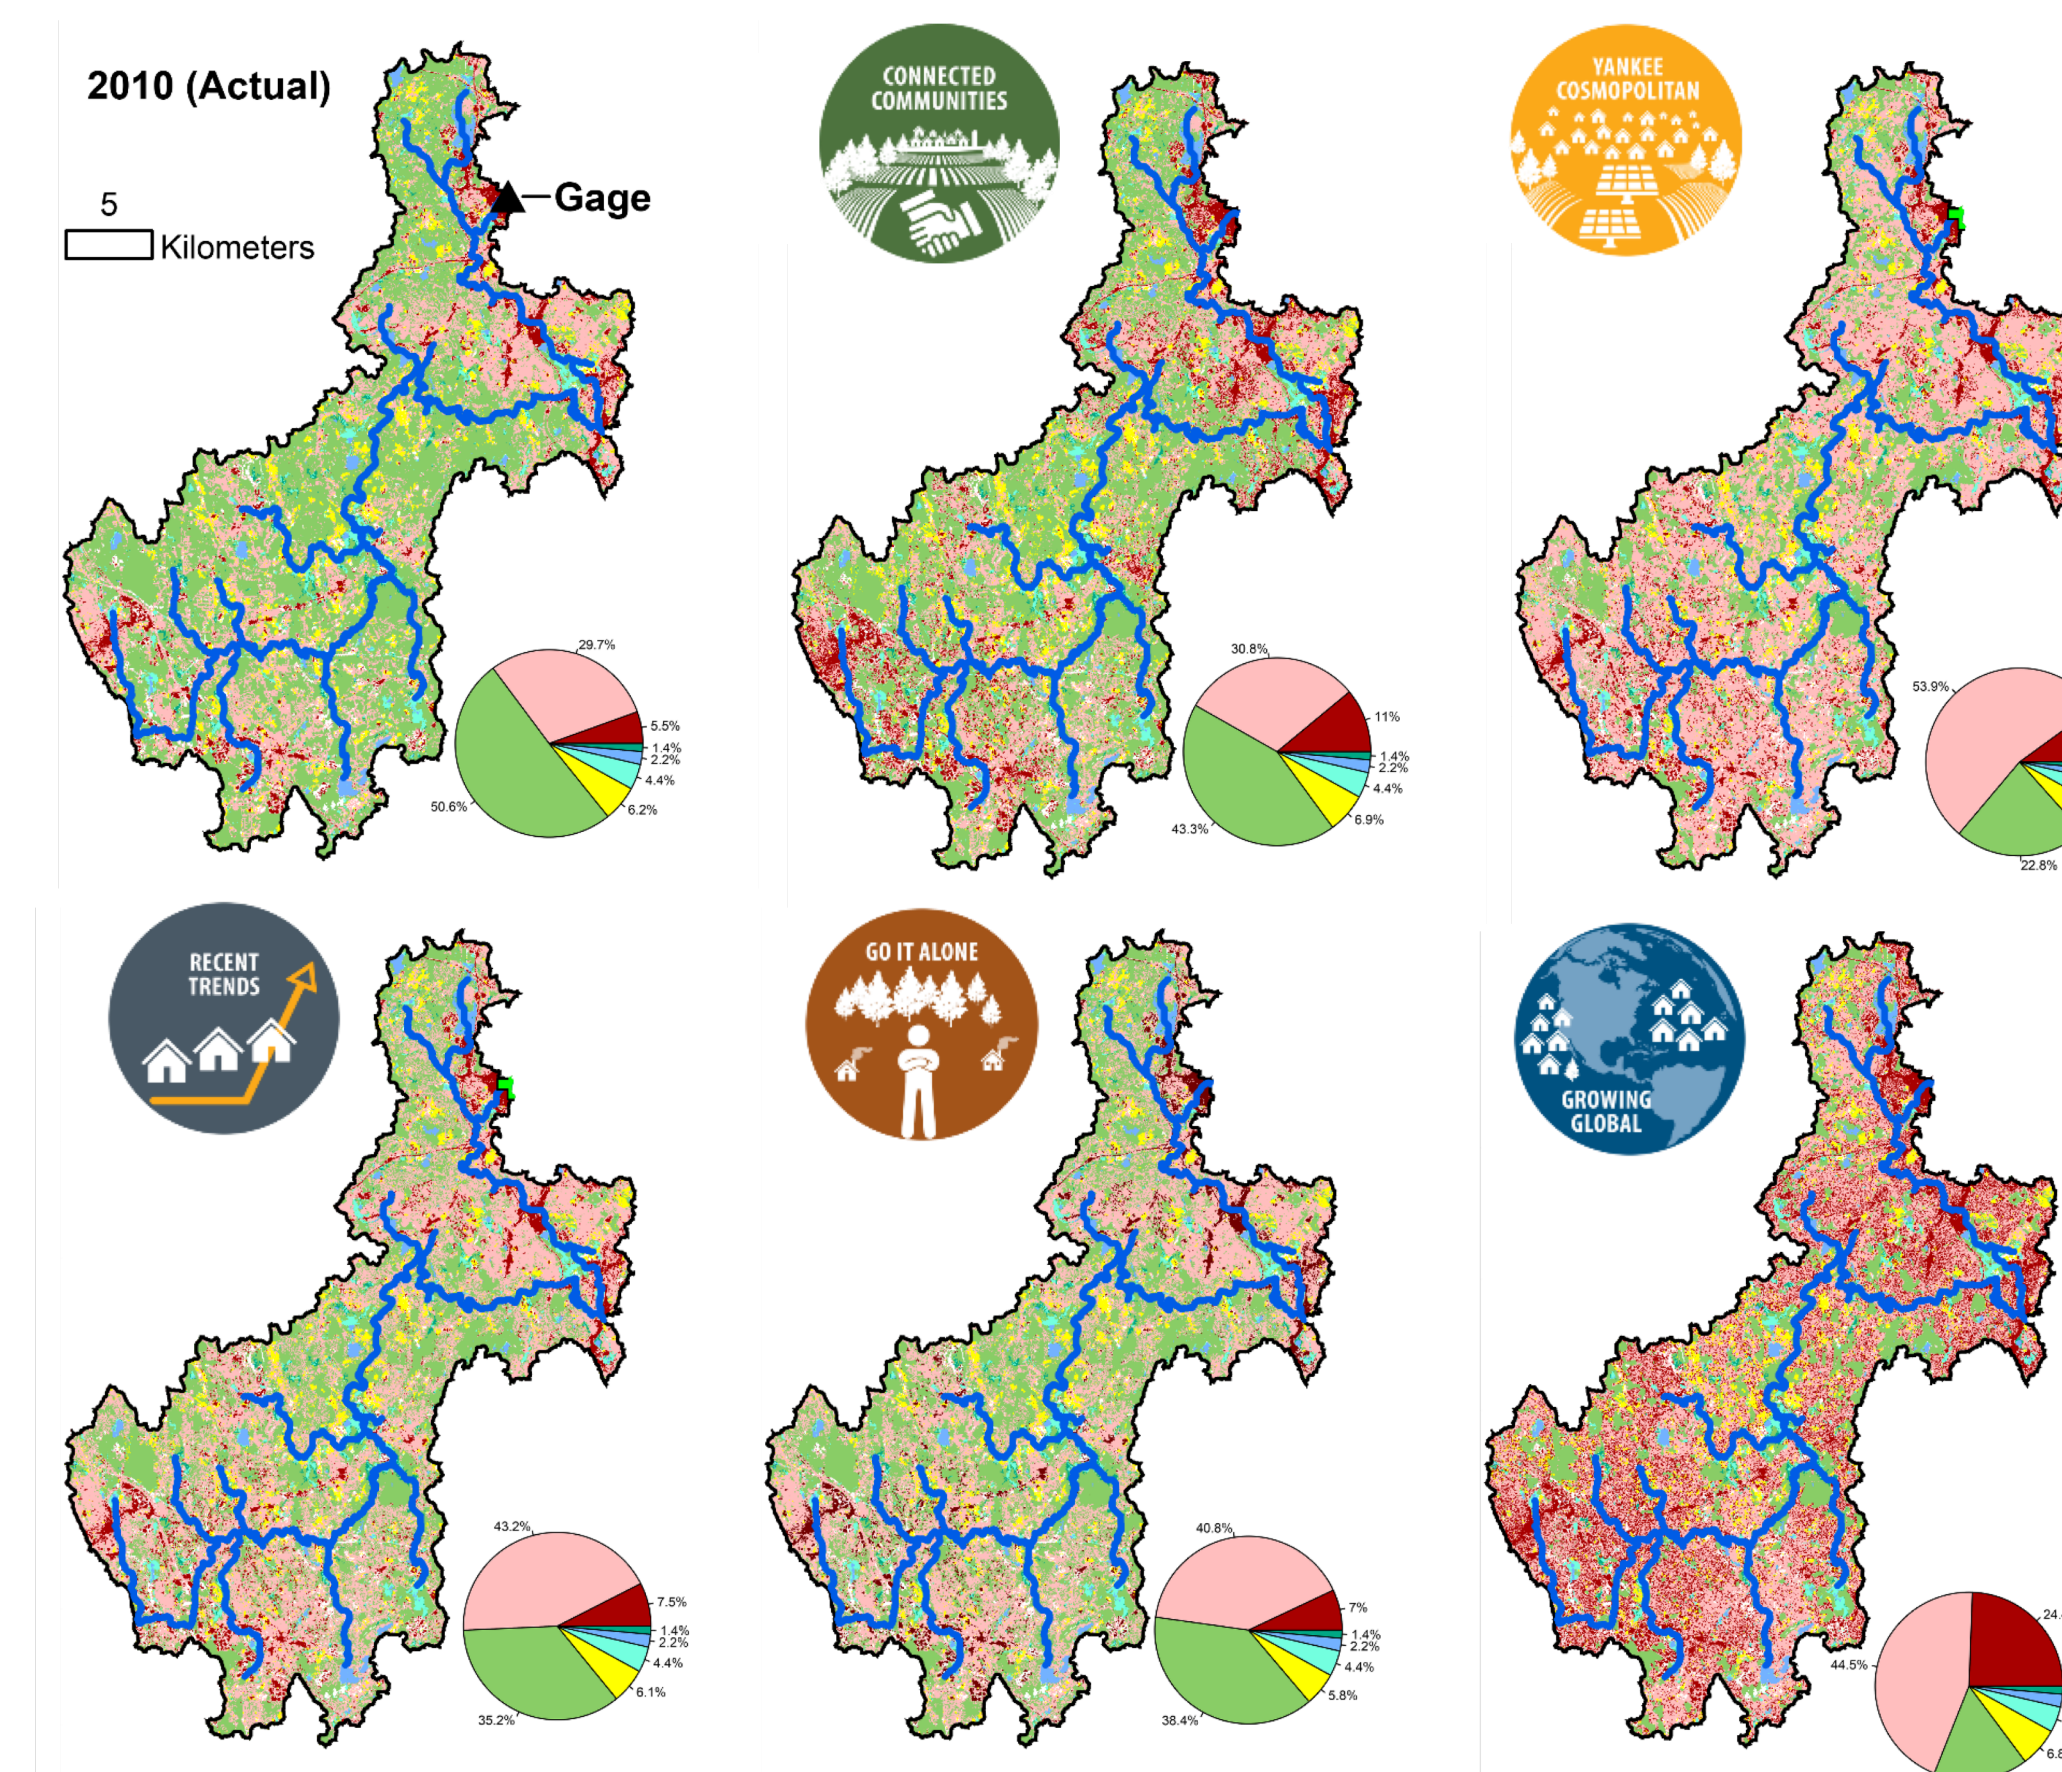 2010 (Actual)
Gage
5
Kilometers
29.7%
5.5%
1.4%
2.2%
4.4%
6.2%
50.6%
CONNECTED
COMMUNITIES
30.8%
11%
1.4%
2.2%
4.4%
6.9%
43.3%
YANKEE
COSMOPOLITAN
53.9%
22.8%
RECENT
TRENDS
43.2%
7.5%
1.4%
2.2%
4.4%
6.1%
35.2%
GO IT ALONE
40.8%
7%
1.4%
2.2%
4.4%
5.8%
38.4%
GROWING
GLOBAL
44.5%
24.
6.8